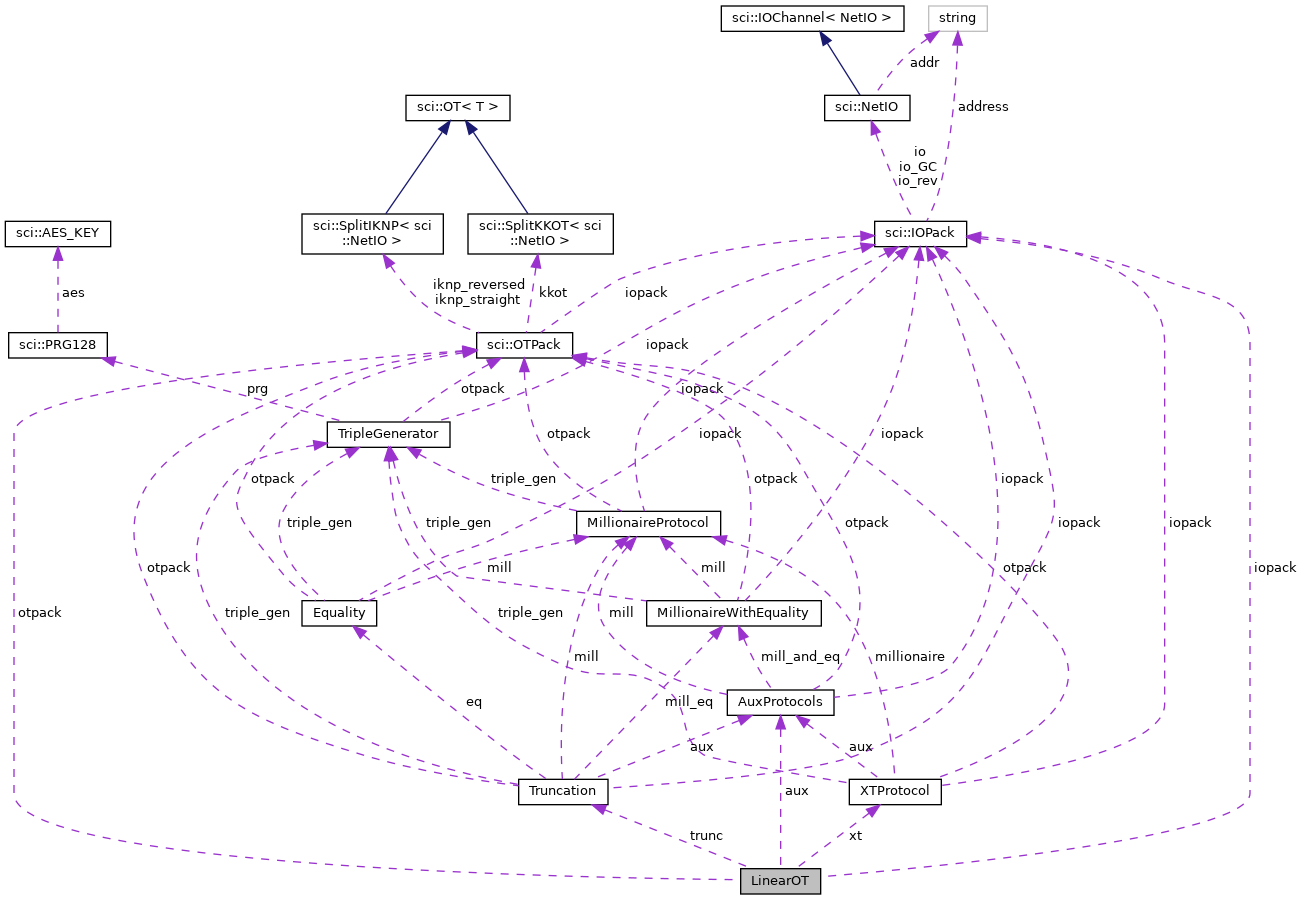 sci::IOChannel< NetIO >
string
addr
sci::OT< T >
sci::NetIO
address
io
io_GC
io_rev
sci::AES_KEY
sci::SplitIKNP< sci
::NetIO >
sci::SplitKKOT< sci
::NetIO >
sci::IOPack
aes
iknp_reversed
iknp_straight
kkot
iopack
sci::PRG128
sci::OTPack
iopack
prg
otpack
iopack
TripleGenerator
otpack
iopack
iopack
otpack
triple_gen
otpack
iopack
triple_gen
triple_gen
MillionaireProtocol
otpack
iopack
iopack
otpack
mill
mill
otpack
iopack
otpack
triple_gen
Equality
triple_gen
mill
MillionaireWithEquality
mill
mill_and_eq
millionaire
eq
mill_eq
AuxProtocols
aux
aux
Truncation
aux
XTProtocol
trunc
xt
LinearOT